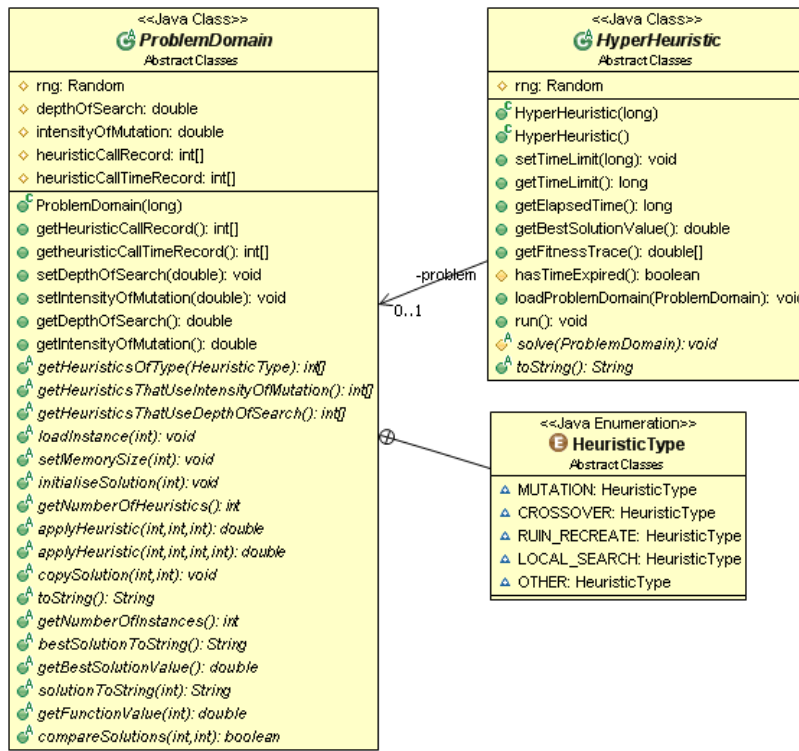 <<Java Class>>
ProblemDomain
AbstractClasses
rng: Random
depthOfSearch: double
intensityOfMutation: double
heuristicCallRecord: int[]
heuristicCallTimeRecord: int[]
ProblemDomain(long)
getHeuristicCallRecord(): int[]
getheuristicCallTimeRecord(): int[]
setDepthOfSearch(double): void
setIntensityOfMutation(double): void
getDepthOfSearch(): double
getIntensityOfMutation(): double
getHeuristicsOfType(HeuristicType): int[]
getHeuristicsThatUseIntensityOfMutation(): int[]
getHeuristicsThatUseDepthOfSearch(): int[]
loadInstance(int): void
setMemorySize(int): void
initialiseSolution(int): void
getNumberOfHeuristics(): int
applyHeuristic(int,int,int): double
applyHeuristic(int,int,int,int): double
copySolution(int,int): void
toString(): String
getNumberOfInstances(): int
bestSolutionToString(): String
getBestSolutionValue(): double
solutionToString(int): String
getFunctionValue(int): double
compareSolutions(int,int): boolean
-problem
0..1
<<Java Class>>
HyperHeuristic
AbstractClasses
rng: Random
HyperHeuristic(long)
HyperHeuristic()
setTimeLimit(long): void
getTimeLimit(): long
getElapsedTime(): long
getBestSolutionValue(): double
getFitnessTrace(): double[]
hasTimeExpired(): boolean
loadProblemDomain(ProblemDomain): void
run(): void
solve(ProblemDomain): void
toString(): String
<<Java Enumeration>>
HeuristicType
AbstractClasses
MUTATION: HeuristicType
CROSSOVER: HeuristicType
RUIN_RECREATE: HeuristicType
LOCAL_SEARCH: HeuristicType
OTHER: HeuristicType